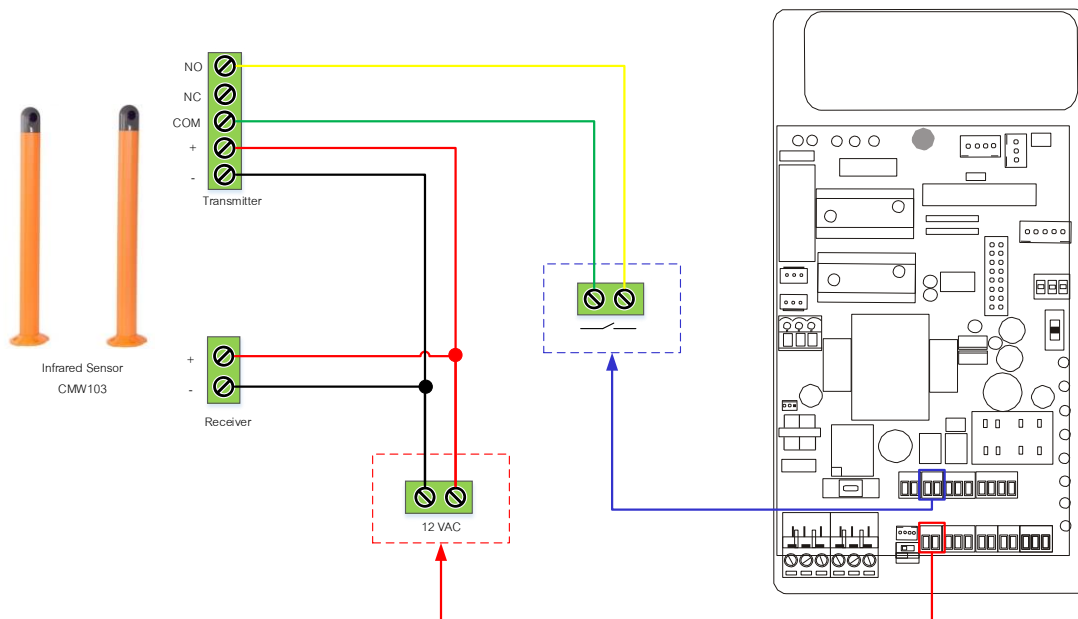 NO
NC
COM
+
-
Transmitter
Infrared Sensor
CMW103
+
-
Receiver
12 VAC